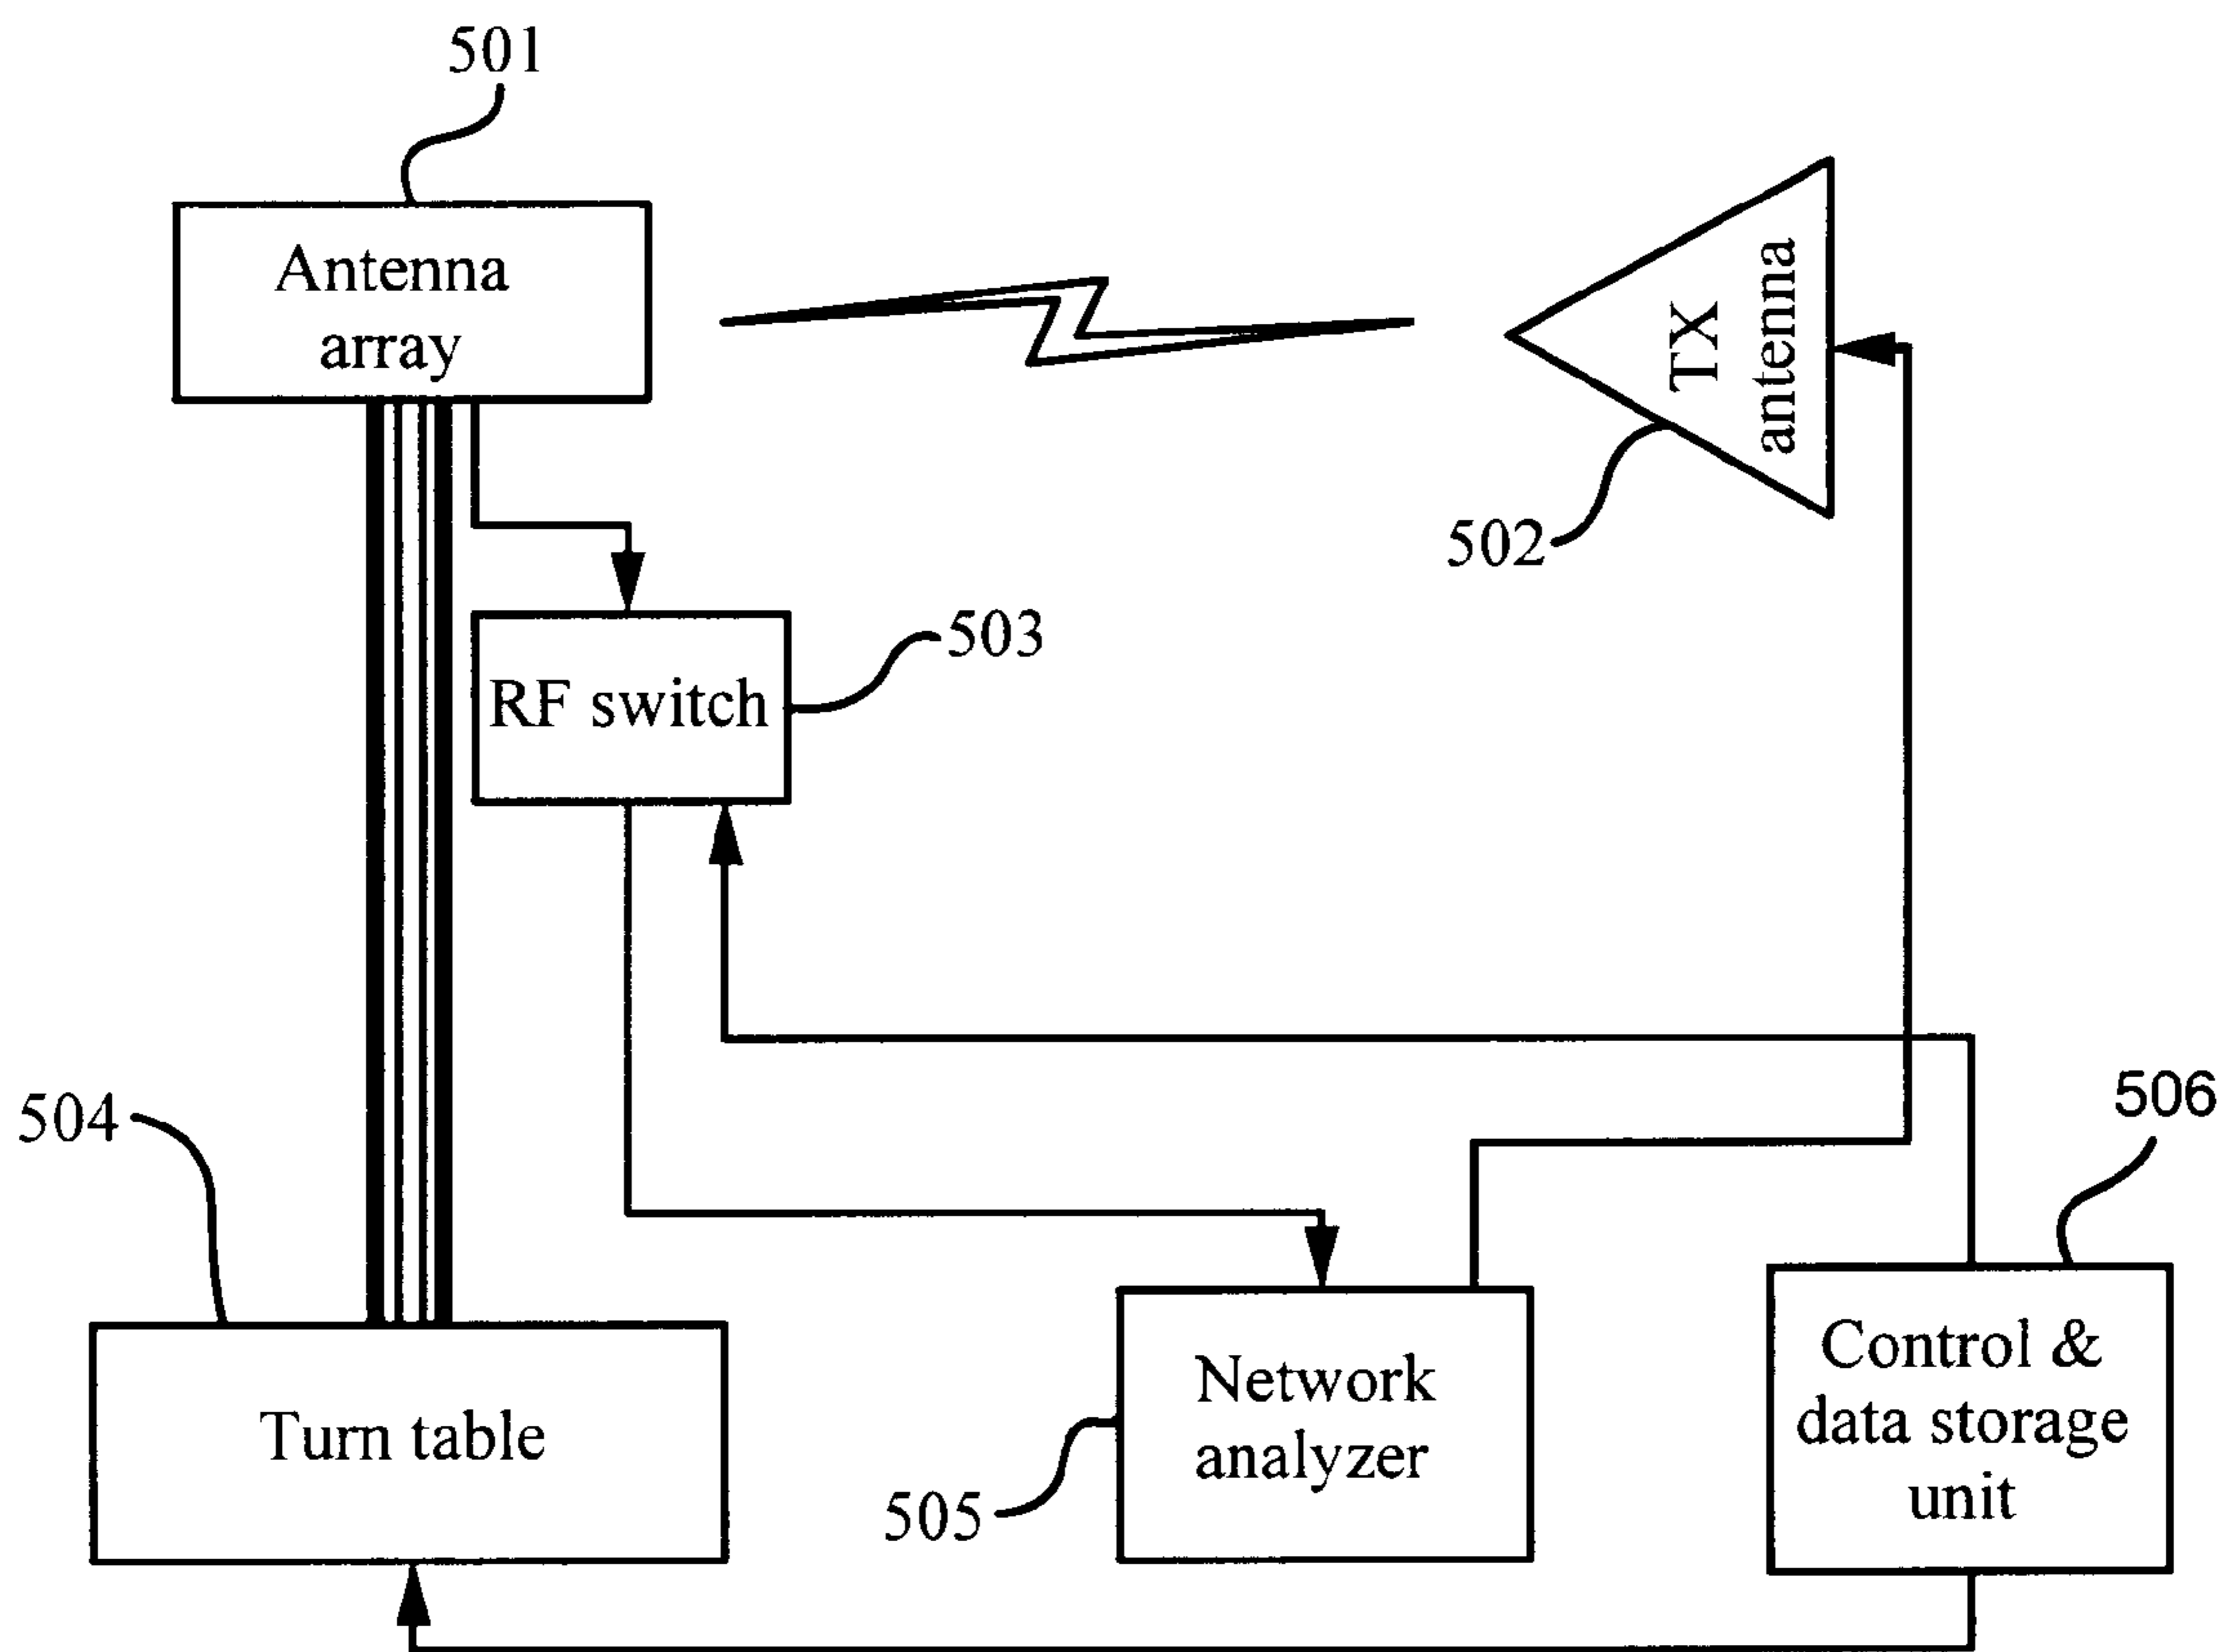 501
Antenna
array
TX
antenna
502
503
RF switch
504
506
Turn table
Network
analyzer
505
Control &
data storage
unit